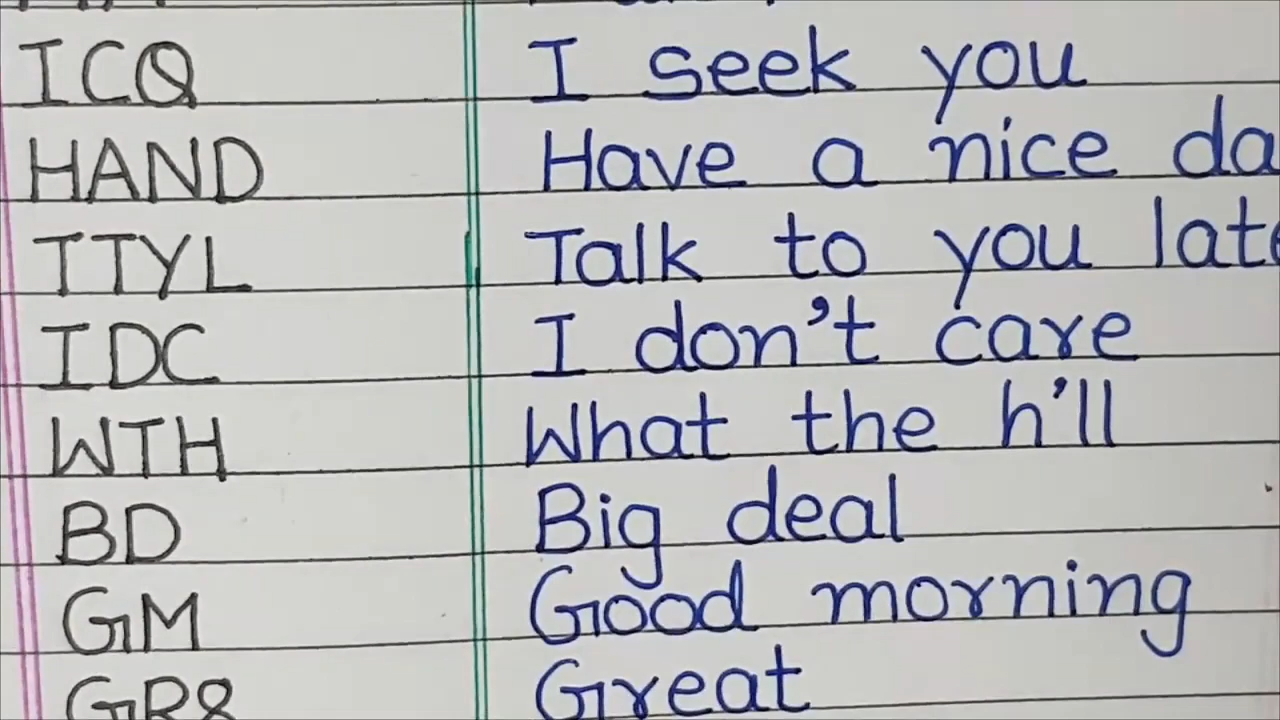 ICQ I seek you
HAND Have a nice da
TTYL Talk to you late
IDC I don't care
WTH What the h'll
BD Big deal
GM Good morning
GR8 Great